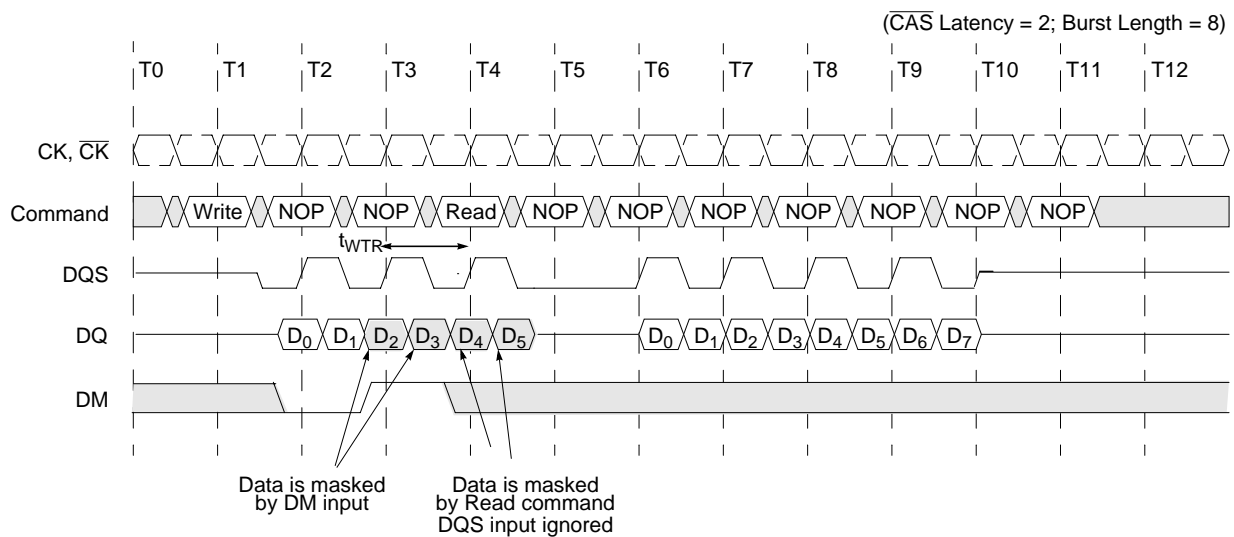 (CAS Latency = 2; Burst Length = 8)
T0 T1 T2 T3 T4 T5 T6 T7 T8 T9 T10 T11 T12
CK, CK
Command Write NOP NOP Read NOP NOP NOP NOP NOP NOP NOP
tWTR
DQS
DQ D0 D1 D2 D3 D4 D5 D0 D1 D2 D3 D4 D5 D6 D7
DM
Data is masked
by DM input
Data is masked
by Read command
DQS input ignored